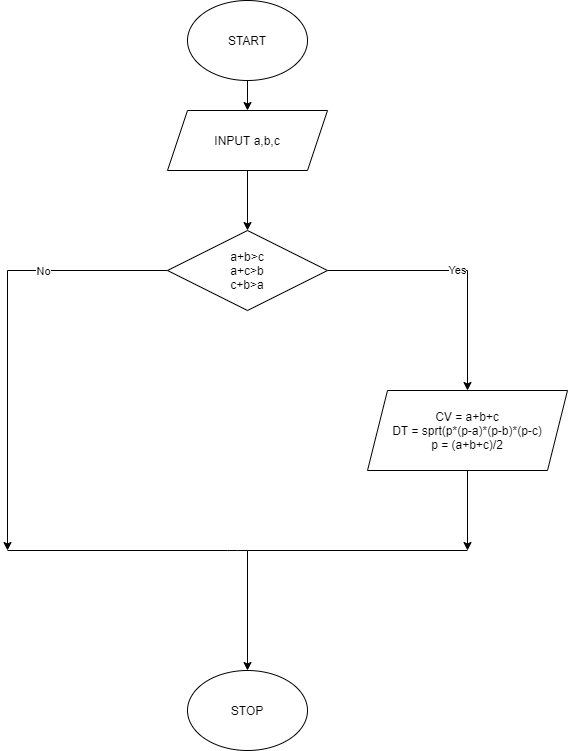 START
INPUT a,b,c
a+b>c
a+c>b
c+b>a
No
Yes
CV = a+b+c
DT = sprt(p*(p-a)*(p-b)*(p-c)
p = (a+b+c)/2
STOP